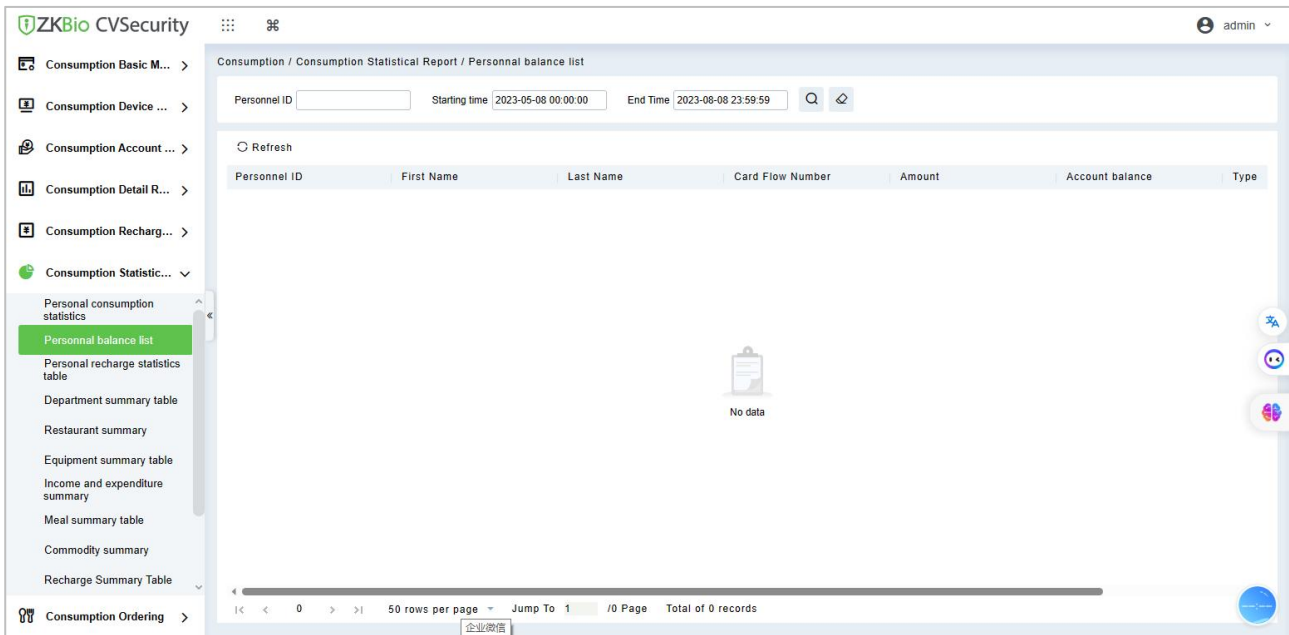 ZKBio CVSecurity
admin
Consumption Basic M...
Consumption Device ...
Consumption Account ...
Consumption Detail R...
Consumption Recharg...
Consumption Statistic...
Personal consumption
statistics
Personnal balance list
Personal recharge statistics
table
Department summary table
Restaurant summary
Equipment summary table
Income and expenditure
summary
Meal summary table
Commodity summary
Recharge Summary Table
Consumption Ordering
Consumption / Consumption Statistical Report / Personnal balance list
Personnel ID Starting time 2023-05-08 00:00:00 End Time 2023-08-08 23:59:59
Refresh
Personnel ID First Name Last Name Card Flow Number Amount Account balance Type
No data
0 50 rows per page Jump To 1 /0 Page Total of 0 records
企业微信